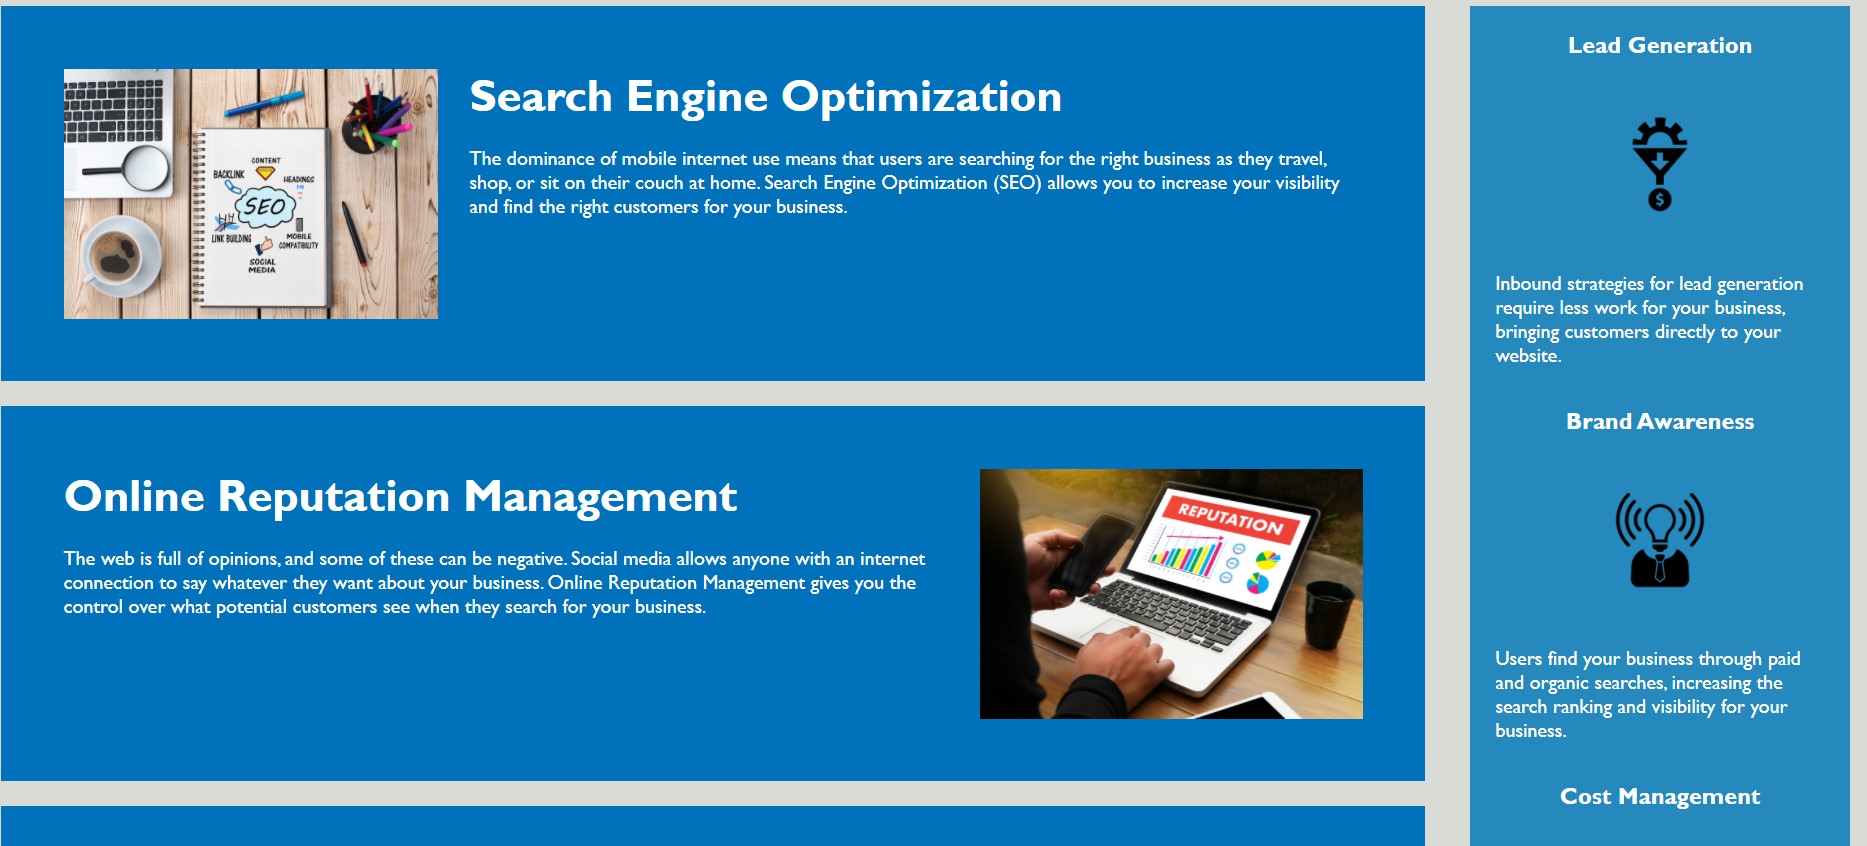 Search Engine Optimization
The dominance of mobile internet use means that users are searching for the right business as they travel,
shop, or sit on their couch at home. Search Engine Optimization (SEO) allows you to increase your visibility
and find the right customers for your business.
CONTENT
BACKLINK
HEADINGS
H1
SEO
LINK BUILDING
MOBILE
COMPATIBILITY
SOCIAL
MEDIA
Online Reputation Management
The web is full of opinions, and some of these can be negative. Social media allows anyone with an internet
connection to say whatever they want about your business. Online Reputation Management gives you the
control over what potential customers see when they search for your business.
REPUTATION
Lead Generation
$
Inbound strategies for lead generation
require less work for your business,
bringing customers directly to your
website.
Brand Awareness
Users find your business through paid
and organic searches, increasing the
search ranking and visibility for your
business.
Cost Management